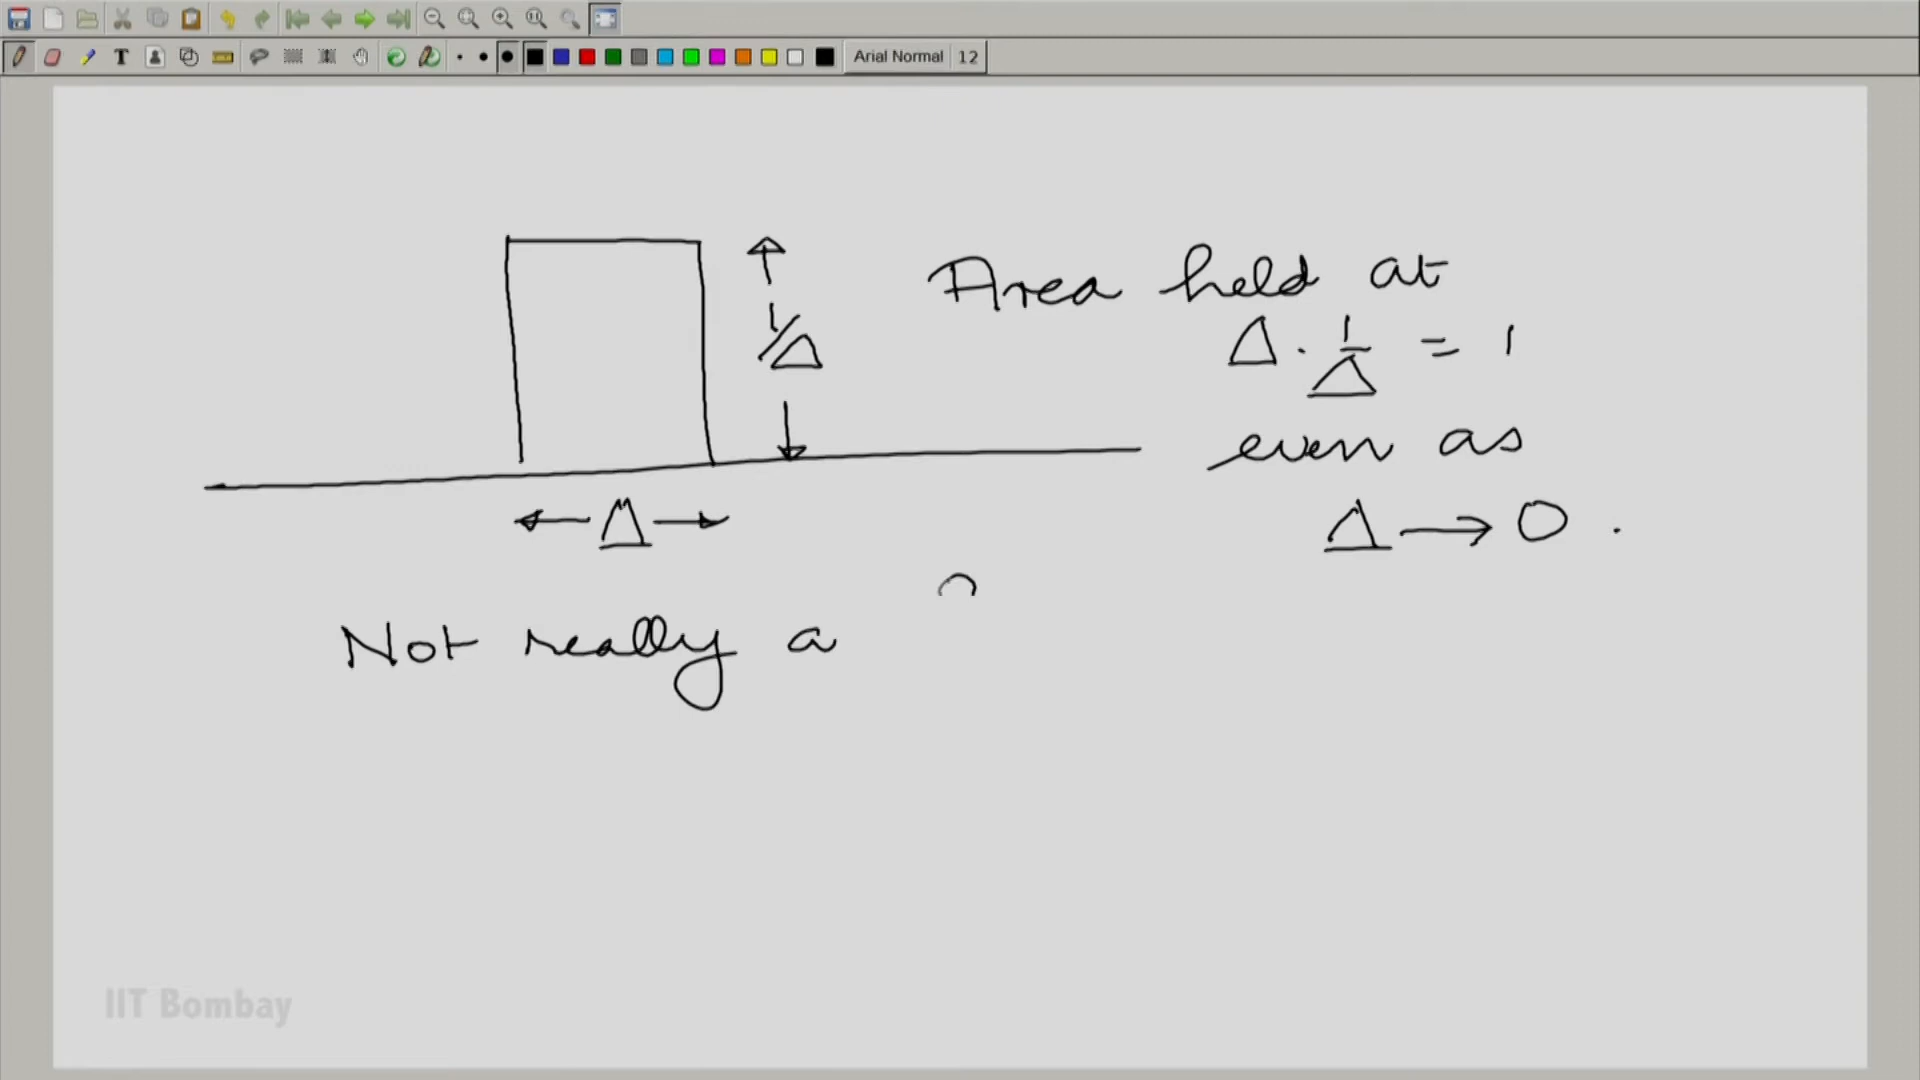 Arial Normal 12
1/Δ
Area held at
Δ · 1/Δ = 1
even as
Δ → 0 .
Δ
Not really a
IIT Bombay